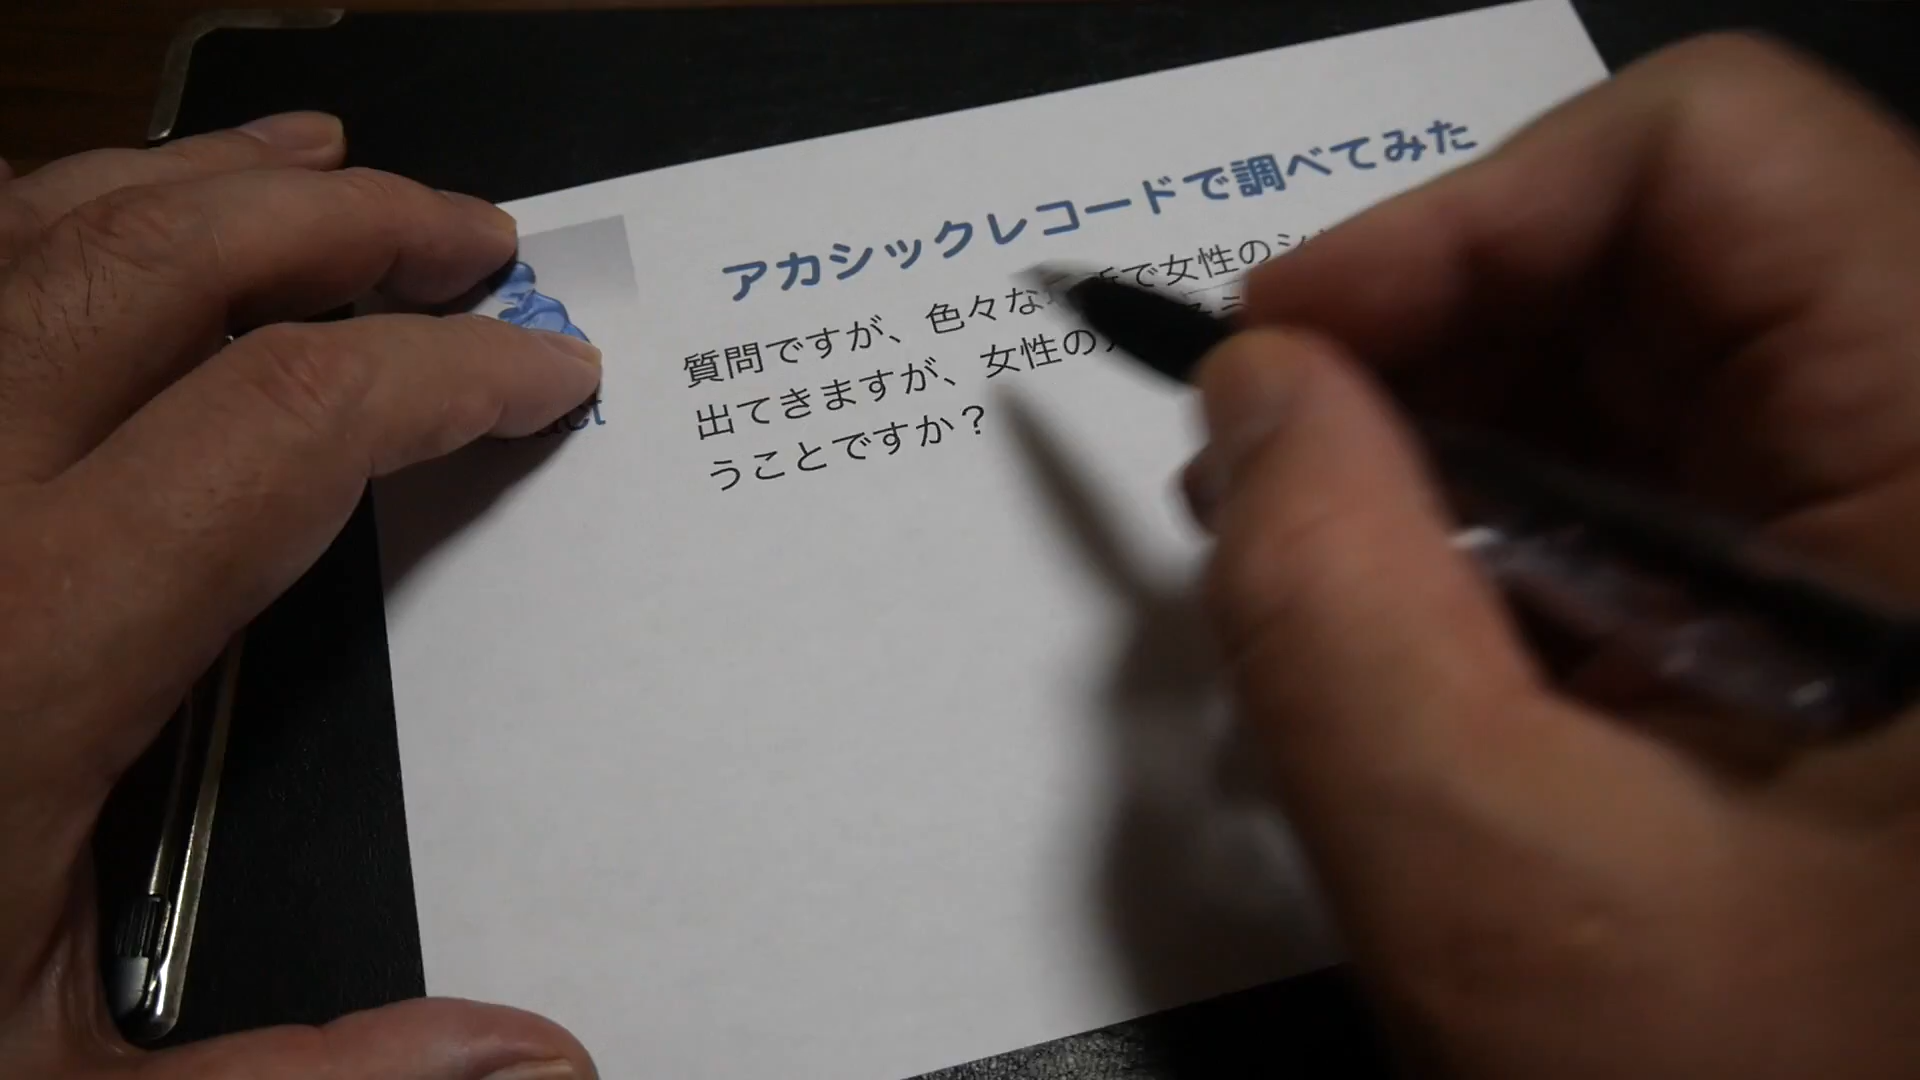 アカシックレコードで調べてみた
質問ですが、色々な で女性の
出てきますが、女性の
うことですか?
ct